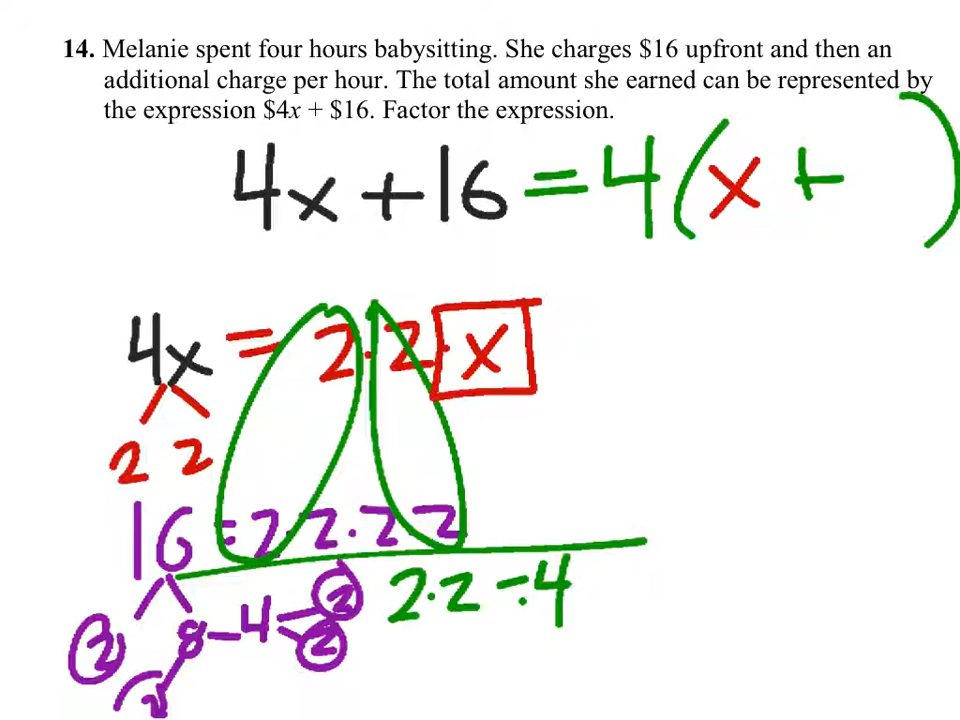 14. Melanie spent four hours babysitting. She charges $16 upfront and then an
additional charge per hour. The total amount she earned can be represented by
the expression $4x + $16. Factor the expression.
4x + 16 = 4(x + )
4x = 2 · 2 · x
2 2
16 = 2 · 2 · 2 2
2 · 2 = 4
2 8 - 4 2
2
2